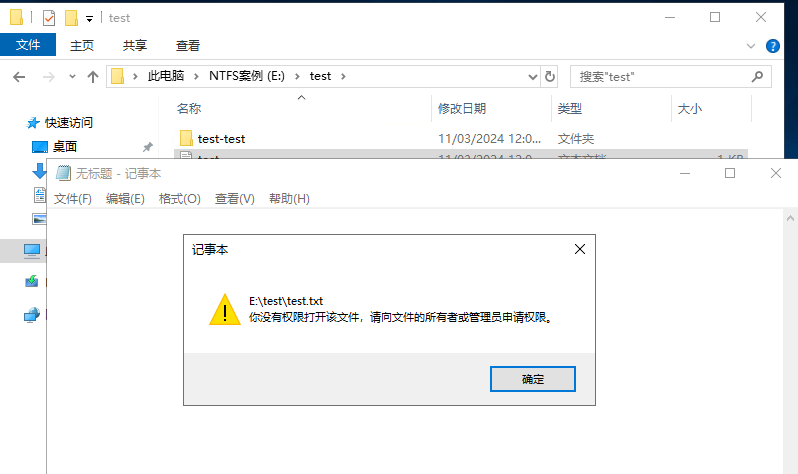 test
文件 主页 共享 查看
此电脑 NTFS案例 (E:) test 搜索"test"
名称 修改日期 类型 大小
快速访问
桌面
test-test 11/03/2024 12:0... 文件夹
test 11/03/2024 12:0... 文本文档 1 KB
无标题 - 记事本
文件(F) 编辑(E) 格式(O) 查看(V) 帮助(H)
记事本
E:\test\test.txt
你没有权限打开该文件，请向文件的所有者或管理员申请权限。
确定